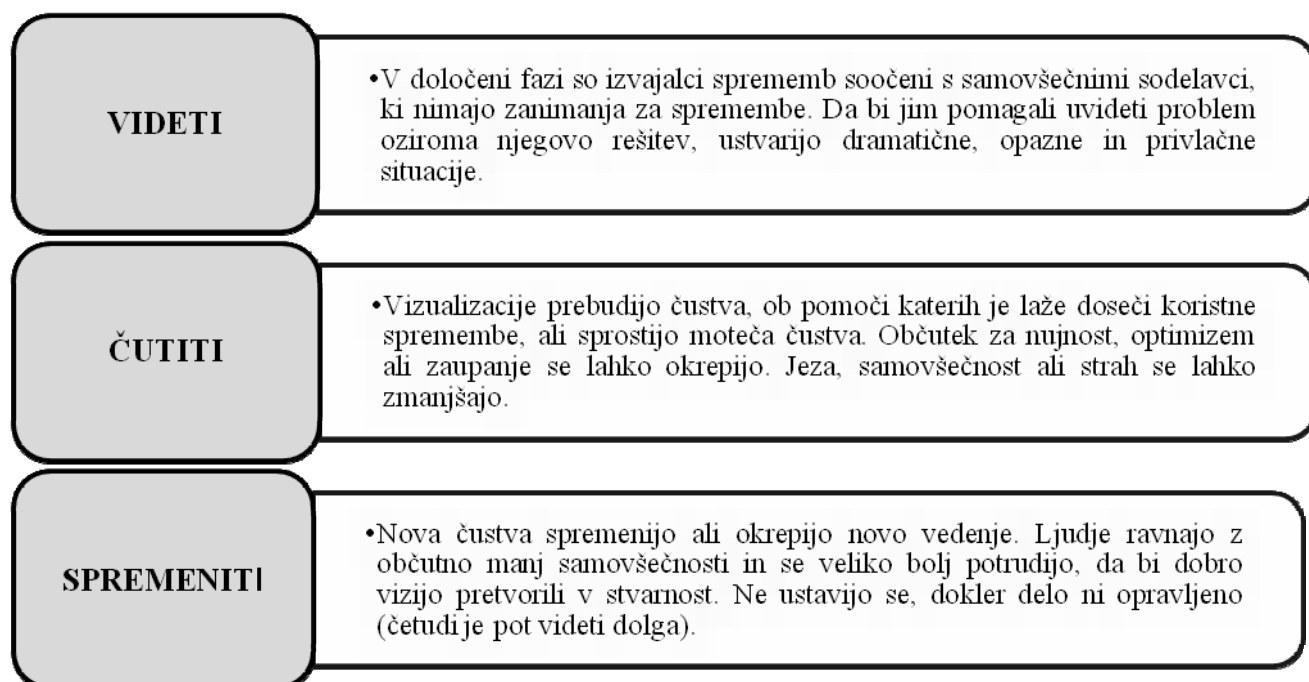 VIDETI
•V določeni fazi so izvajalci sprememb soočeni s samovšečnimi sodelavci,
ki nimajo zanimanja za spremembe. Da bi jim pomagali uvideti problem
oziroma njegovo rešitev, ustvarijo dramatične, opazne in privlačne
situacije.
ČUTITI
•Vizualizacije prebudijo čustva, ob pomoči katerih je laže doseči koristne
spremembe, ali sprostijo moteča čustva. Občutek za nujnost, optimizem
ali zaupanje se lahko okrepijo. Jeza, samovšečnost ali strah se lahko
zmanjšajo.
SPREMENITI
•Nova čustva spremenijo ali okrepijo novo vedenje. Ljudje ravnajo z
občutno manj samovšečnosti in se veliko bolj potrudijo, da bi dobro
vizijo pretvorili v stvarnost. Ne ustavijo se, dokler delo ni opravljeno
(četudi je pot videti dolga).